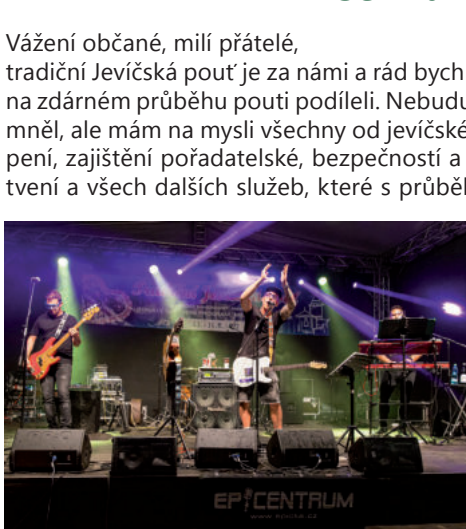 Vážení občané, milí přátelé,
tradiční Jevíčská pouť je za námi a rád bych
na zdárném průběhu pouti podíleli. Nebudu
mněl, ale mám na mysli všechny od jevíčské
pení, zajištění pořadatelské, bezpečností a
tvení a všech dalších služeb, které s průběh
EPICENTRUM